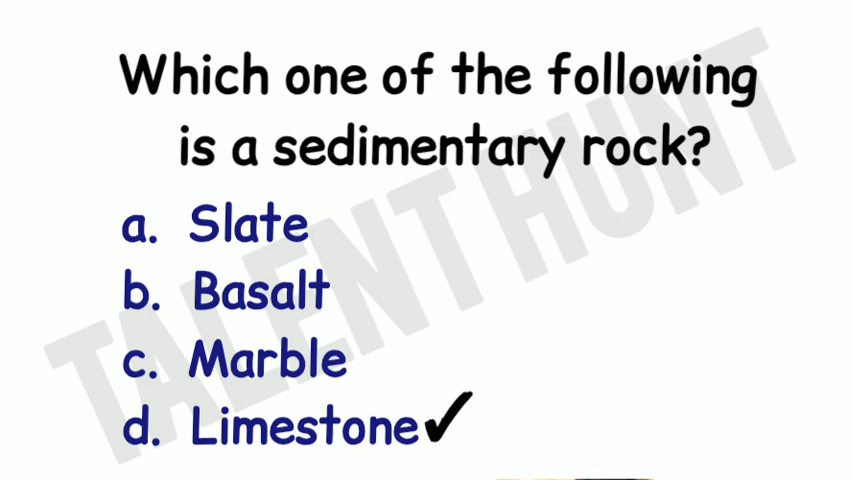 Which one of the following
is a sedimentary rock?
a. Slate
b. Basalt
c. Marble
d. Limestone✓
TALENT HUNT